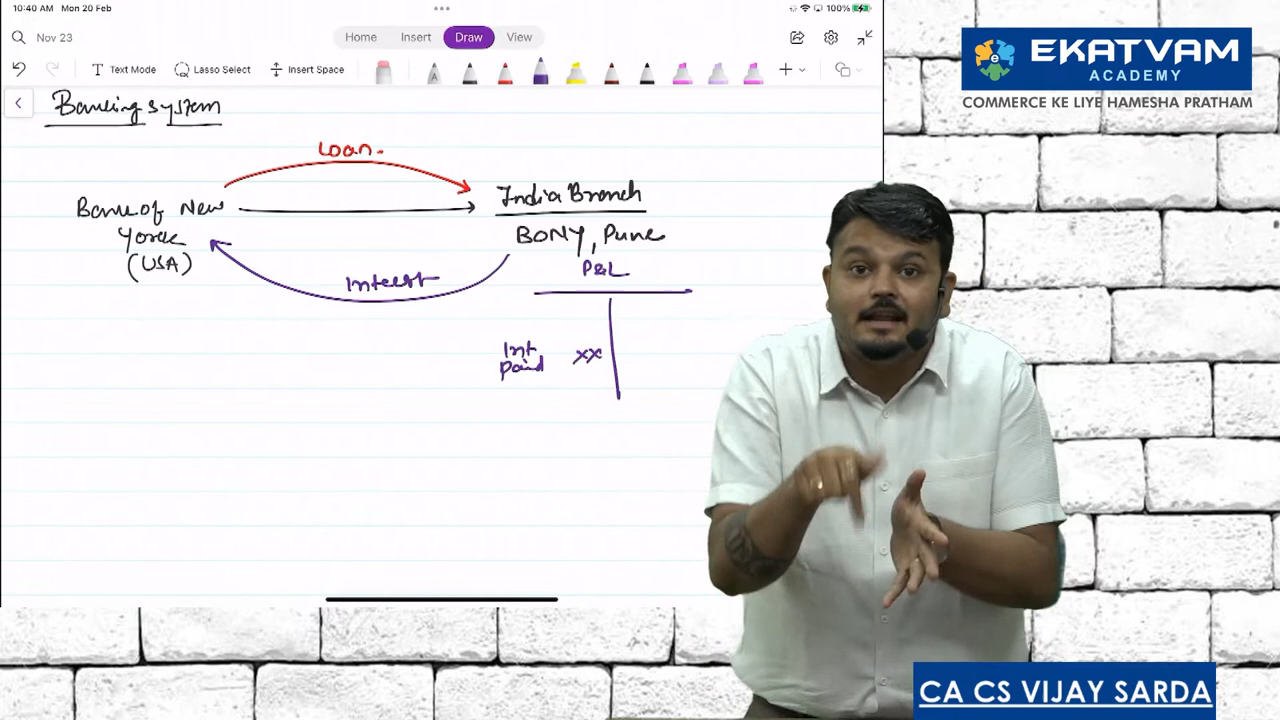 10:40 AM Mon 20 Feb
100%
Nov 23
Home Insert Draw View
Text Mode Lasso Select Insert Space
Banking system
Loan.
Bank of New York (USA)
India Branch
BONY, Pune
P&L
Interest
Int paid xx
EKATVAM
ACADEMY
COMMERCE KE LIYE HAMESHA PRATHAM
CA CS VIJAY SARDA